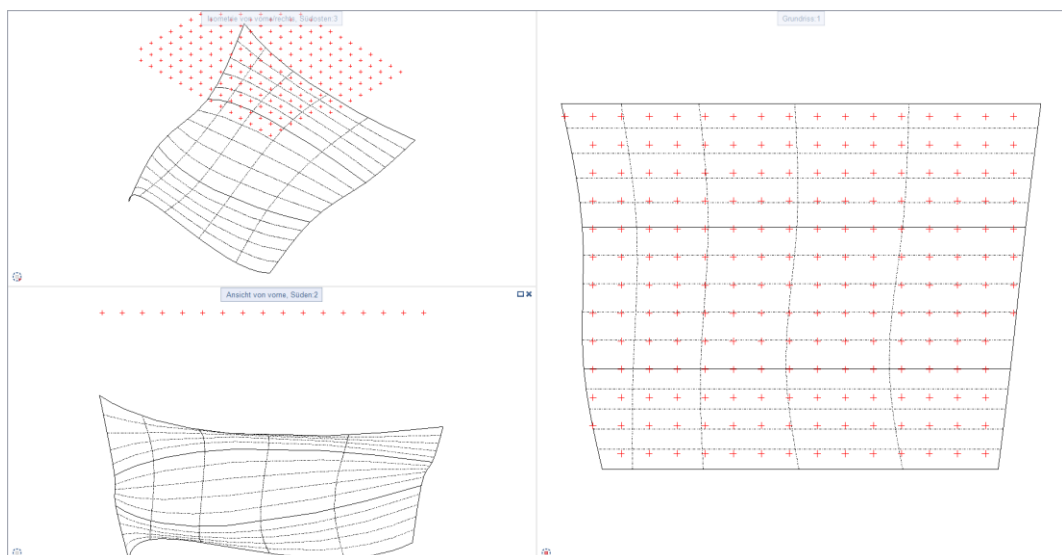 Isometrie von vorne/rechts, Südosten:3
Grundriss:1
Ansicht von vorne, Süden:2